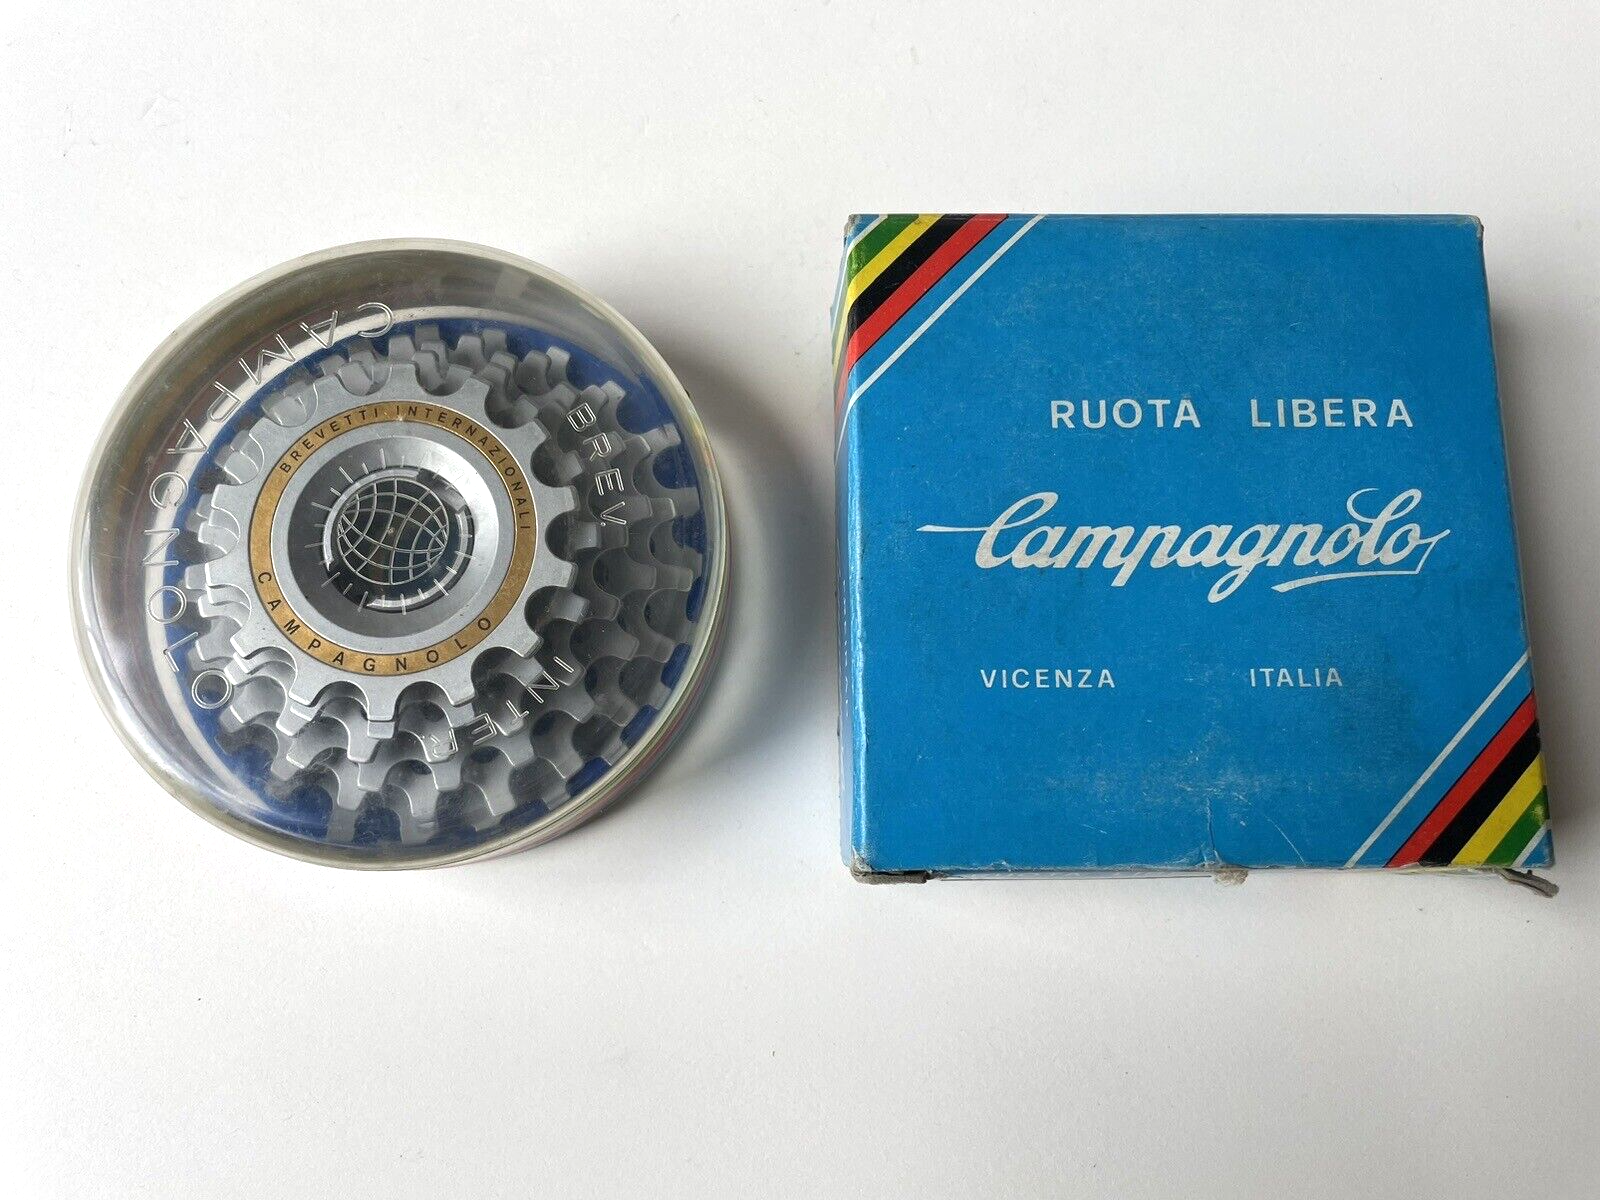 CAMPAGNOLO
BREV. INTER
BREVETTI INTERNAZIONALI
CAMPAGNOLO
RUOTA LIBERA
Campagnolo
VICENZA ITALIA